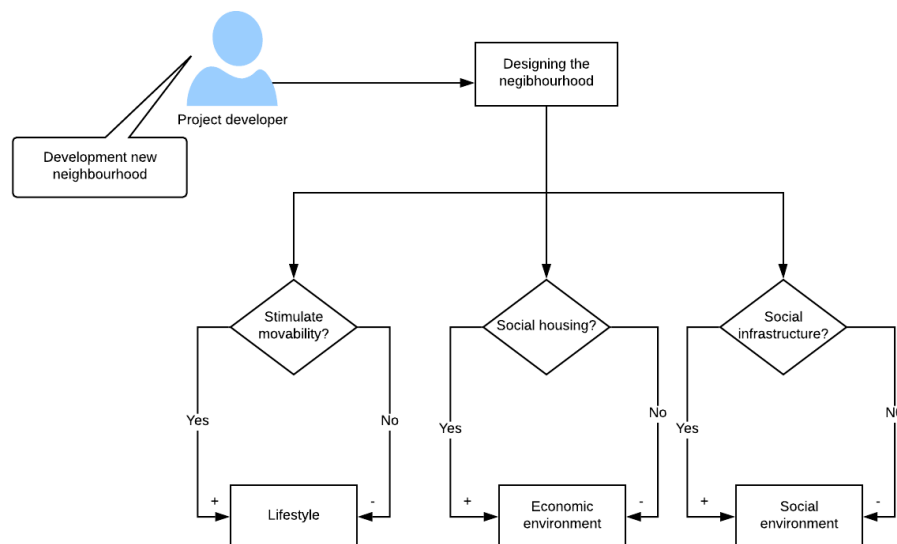 Designing the
negibhourhood
Project developer
Development new
neighbourhood
Stimulate
movability?
Social housing?
Social
infrastructure?
Yes
No
Yes
No
Yes
+
-
+
-
+
-
Lifestyle
Economic
environment
Social
environment